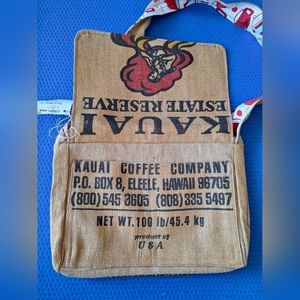 KAUAI
ESTATE RESERVE
KAUAI COFFEE COMPANY
P.O. BOX 8, ELEELE, HAWAII 96705
(800) 545 8605 (808) 335 5497
NET WT. 100 lb/45.4 kg
product of
USA